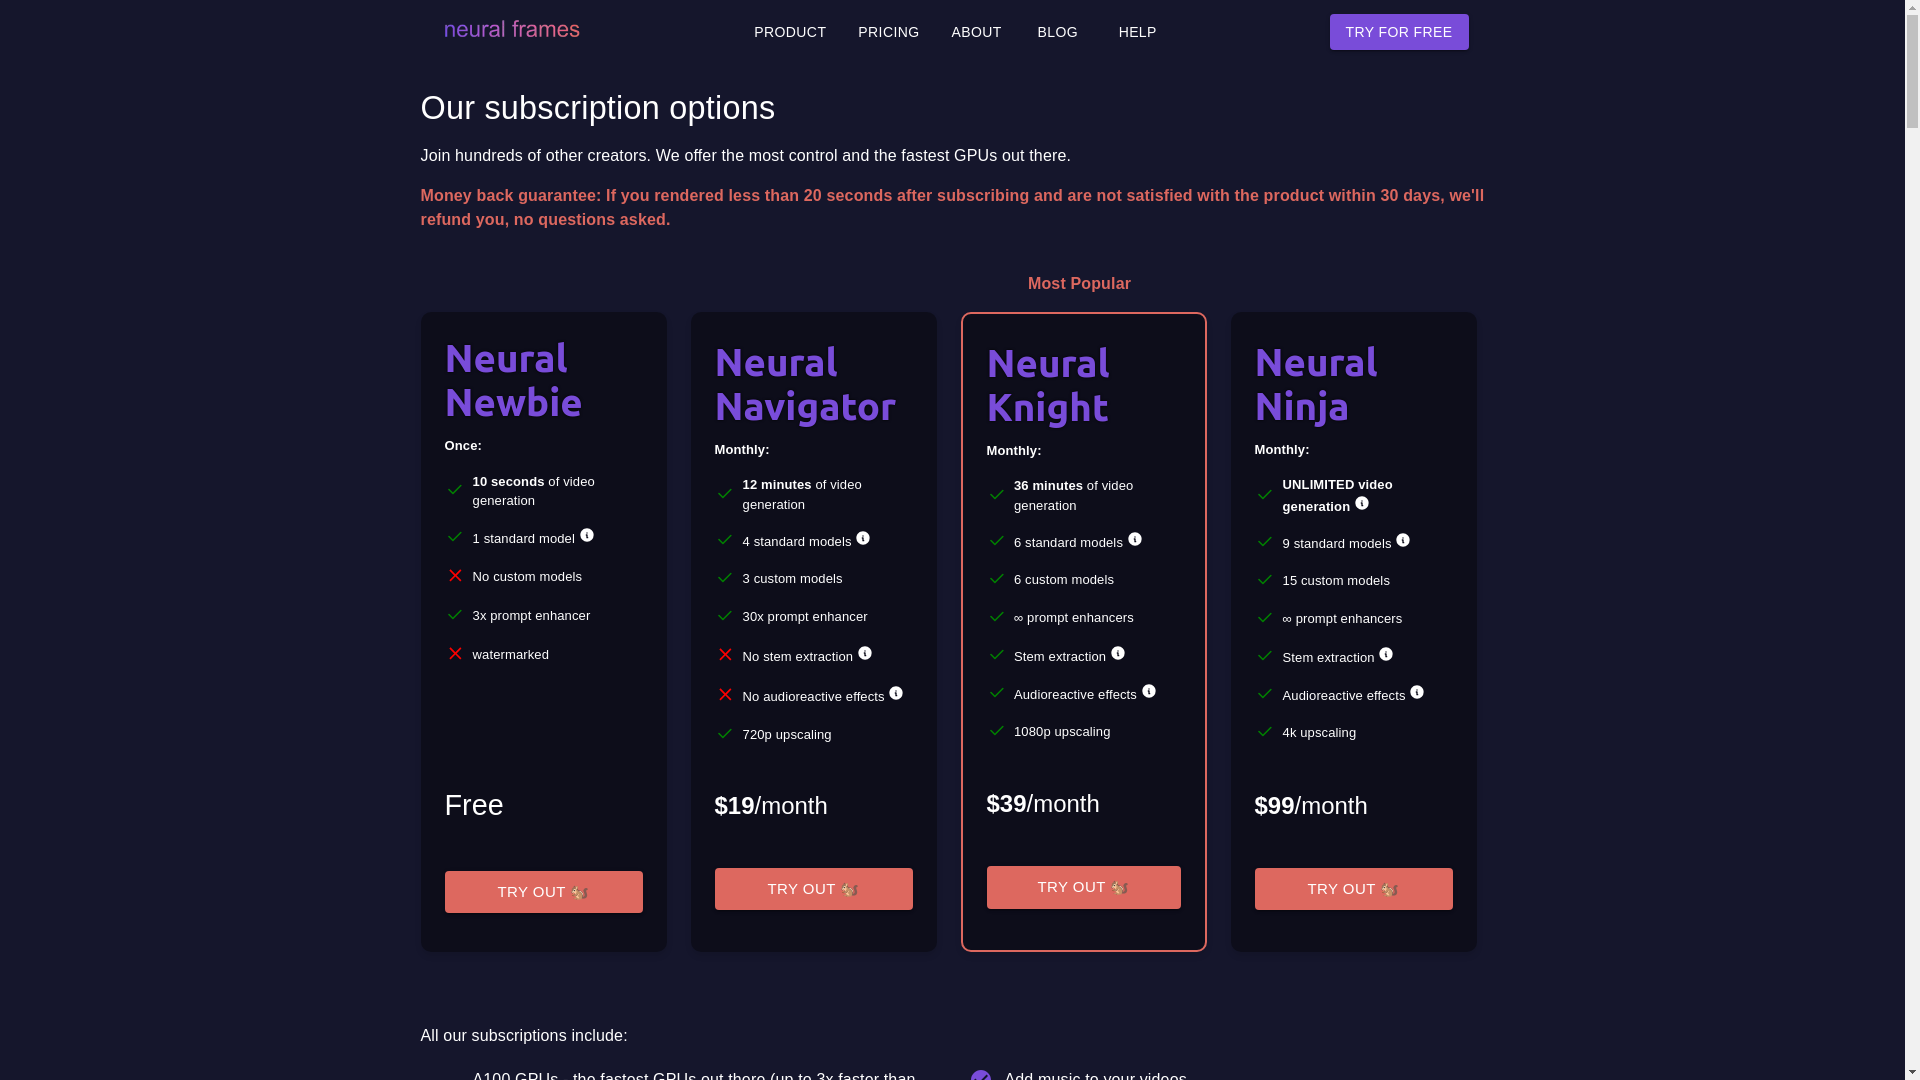 neural frames
PRODUCT
PRICING
ABOUT
BLOG
HELP
TRY FOR FREE
Our subscription options
Join hundreds of other creators. We offer the most control and the fastest GPUs out there.
Money back guarantee: If you rendered less than 20 seconds after subscribing and are not satisfied with the product within 30 days, we'll
refund you, no questions asked.
Most Popular
Neural
Newbie
Once:
10 seconds of video
generation
1 standard model
No custom models
3x prompt enhancer
watermarked
Free
TRY OUT 🐿️
Neural
Navigator
Monthly:
12 minutes of video
generation
4 standard models
3 custom models
30x prompt enhancer
No stem extraction
No audioreactive effects
720p upscaling
$19/month
TRY OUT 🐿️
Neural
Knight
Monthly:
36 minutes of video
generation
6 standard models
6 custom models
∞ prompt enhancers
Stem extraction
Audioreactive effects
1080p upscaling
$39/month
TRY OUT 🐿️
Neural
Ninja
Monthly:
UNLIMITED video
generation
9 standard models
15 custom models
∞ prompt enhancers
Stem extraction
Audioreactive effects
4k upscaling
$99/month
TRY OUT 🐿️
All our subscriptions include:
A100 GPUs - the fastest GPUs out there (up to 3x faster than
Add music to your videos